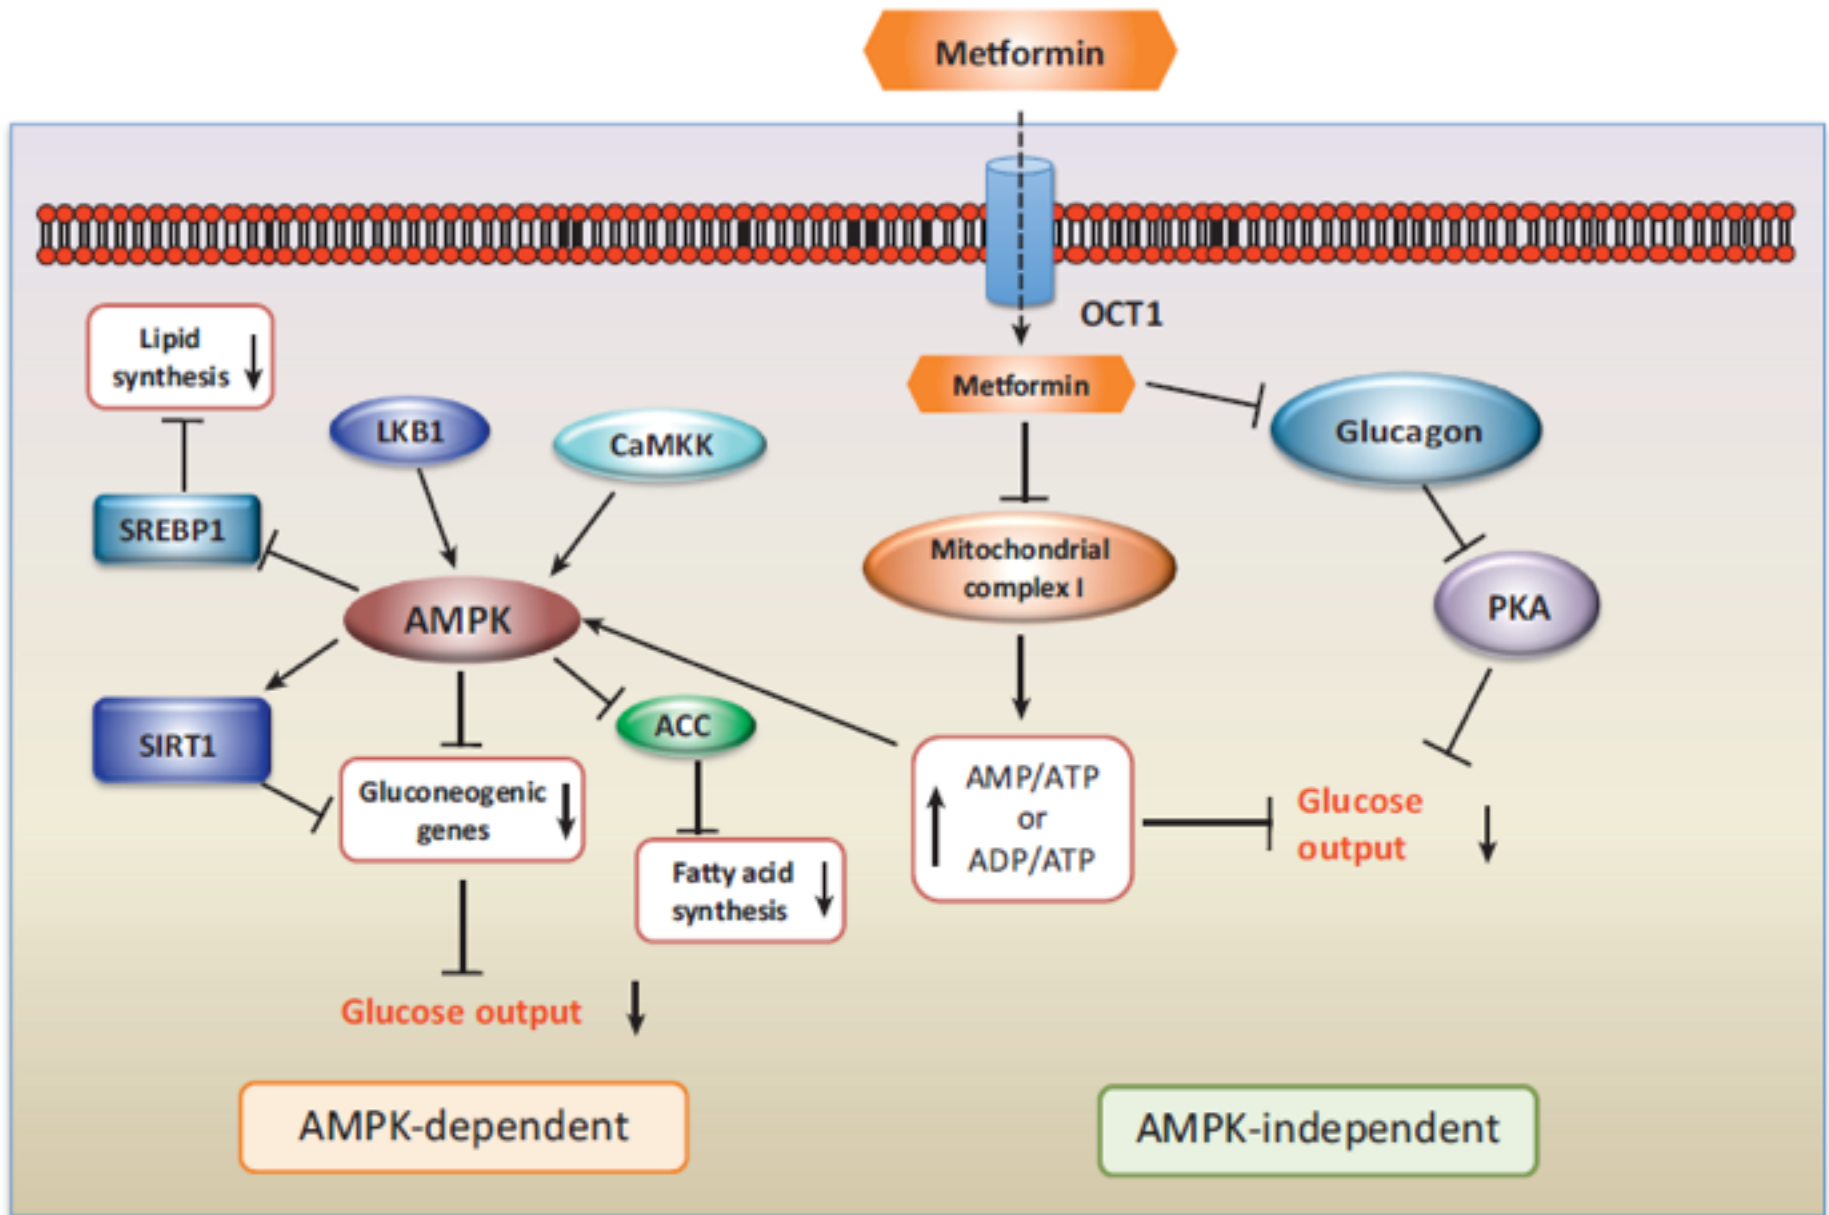 Metformin
OCT1
Metformin
Glucagon
Lipid
synthesis
LKB1
CaMKK
SREBP1
Mitochondrial
complex I
AMPK
PKA
SIRT1
ACC
Gluconeogenic
genes
AMP/ATP
or
ADP/ATP
Glucose
output
Fatty acid
synthesis
Glucose output
AMPK-dependent
AMPK-independent